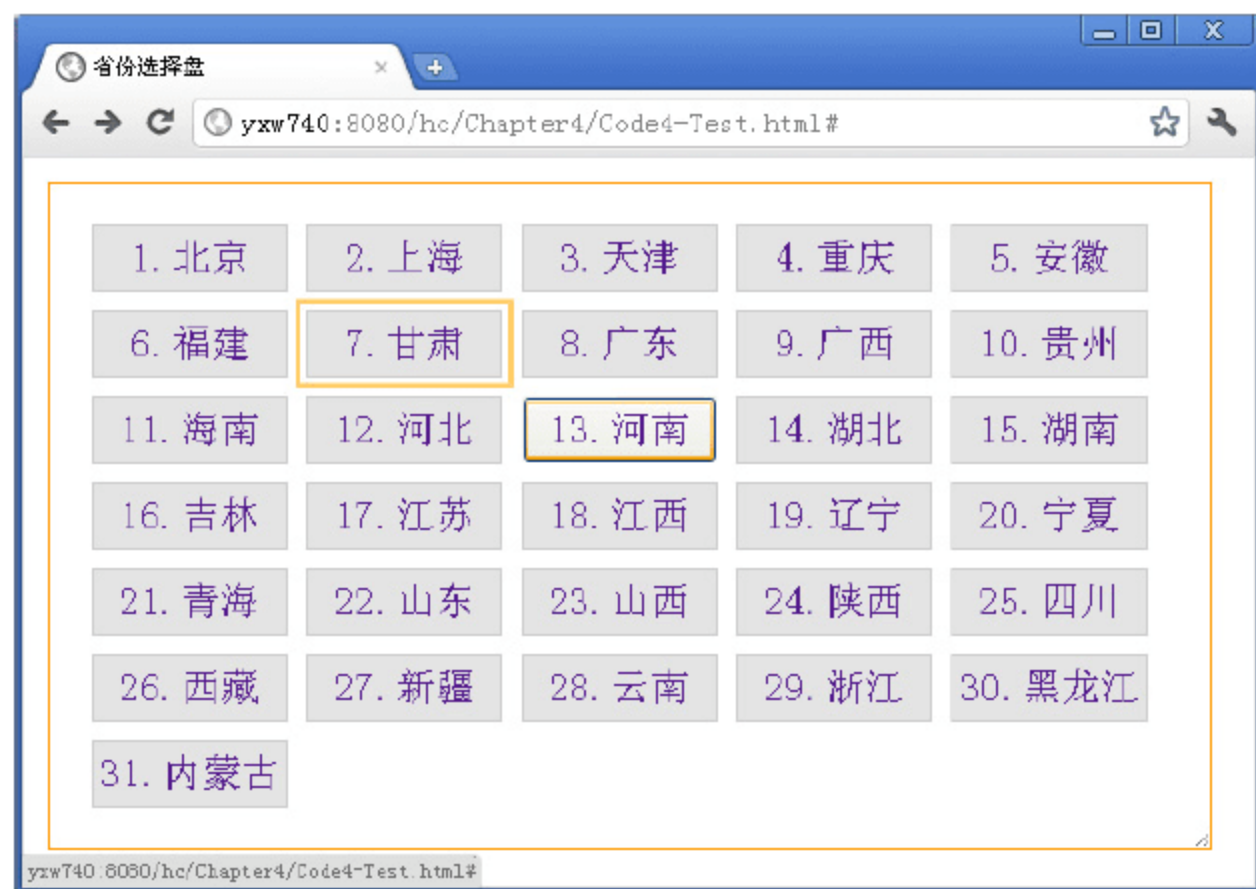 省份选择盘
yxw740:8080/hc/Chapter4/Code4-Test.html#
1. 北京 2. 上海 3. 天津 4. 重庆 5. 安徽
6. 福建 7. 甘肃 8. 广东 9. 广西 10. 贵州
11. 海南 12. 河北 13. 河南 14. 湖北 15. 湖南
16. 吉林 17. 江苏 18. 江西 19. 辽宁 20. 宁夏
21. 青海 22. 山东 23. 山西 24. 陕西 25. 四川
26. 西藏 27. 新疆 28. 云南 29. 浙江 30. 黑龙江
31. 内蒙古
yxw740:8080/hc/Chapter4/Code4-Test.html#